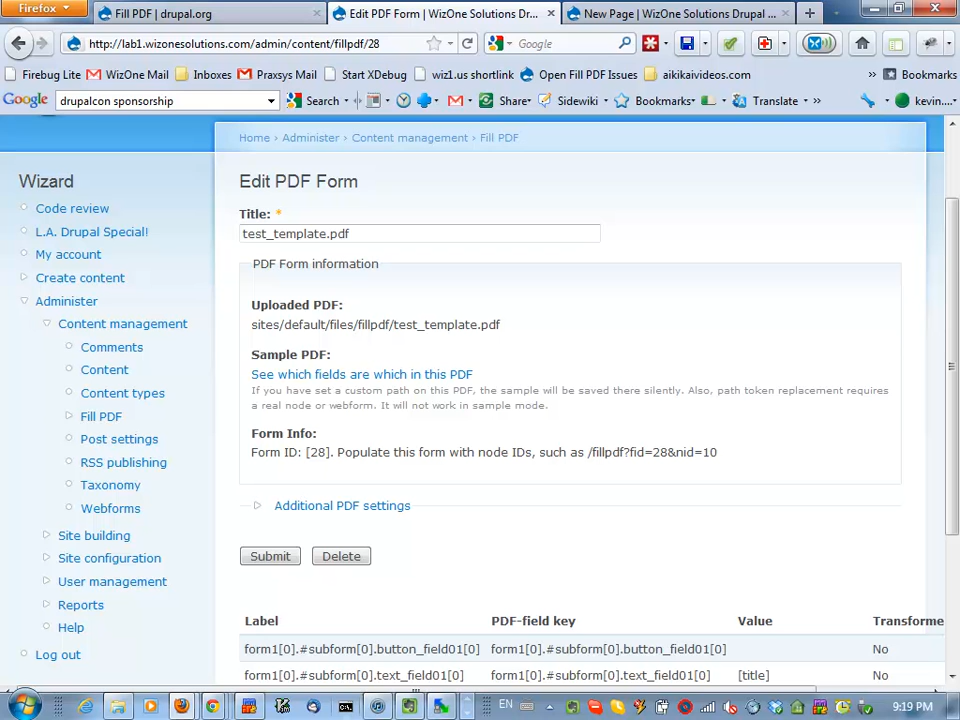 Firefox
Fill PDF | drupal.org
Edit PDF Form | WizOne Solutions Dr...
New Page | WizOne Solutions Drupal ...
http://lab1.wizonesolutions.com/admin/content/fillpdf/28
Google
Firebug Lite WizOne Mail Inboxes Praxsys Mail Start XDebug wiz1.us shortlink Open Fill PDF Issues aikikaivideos.com » Bookmarks
Google drupalcon sponsorship Search Share Sidewiki Bookmarks Translate » kevin....
Home › Administer › Content management › Fill PDF
Wizard
Code review
L.A. Drupal Special!
My account
Create content
Administer
Content management
Comments
Content
Content types
Fill PDF
Post settings
RSS publishing
Taxonomy
Webforms
Site building
Site configuration
User management
Reports
Help
Log out
Edit PDF Form
Title: *
test_template.pdf
PDF Form information
Uploaded PDF:
sites/default/files/fillpdf/test_template.pdf
Sample PDF:
See which fields are which in this PDF
If you have set a custom path on this PDF, the sample will be saved there silently. Also, path token replacement requires
a real node or webform. It will not work in sample mode.
Form Info:
Form ID: [28]. Populate this form with node IDs, such as /fillpdf?fid=28&nid=10
Additional PDF settings
Submit Delete
Label PDF-field key Value Transforme
form1[0].#subform[0].button_field01[0] form1[0].#subform[0].button_field01[0] No
form1[0].#subform[0].text_field01[0] form1[0].#subform[0].text_field01[0] [title] No
EN 9:19 PM